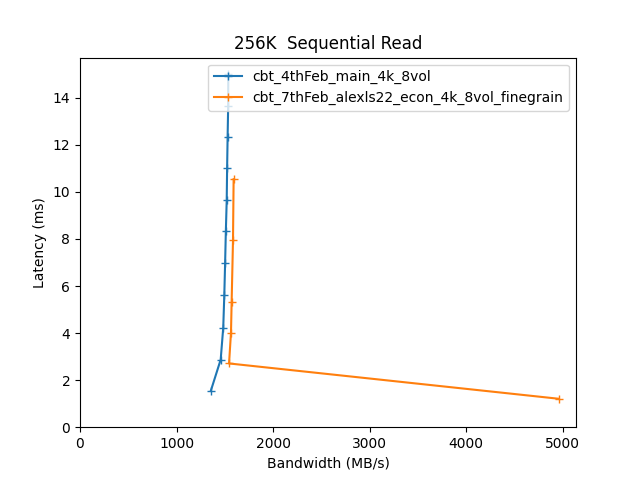 256K  Sequential Read
cbt_4thFeb_main_4k_8vol
cbt_7thFeb_alexls22_econ_4k_8vol_finegrain
14
12
10
8
6
4
2
0
Latency (ms)
0 1000 2000 3000 4000 5000
Bandwidth (MB/s)